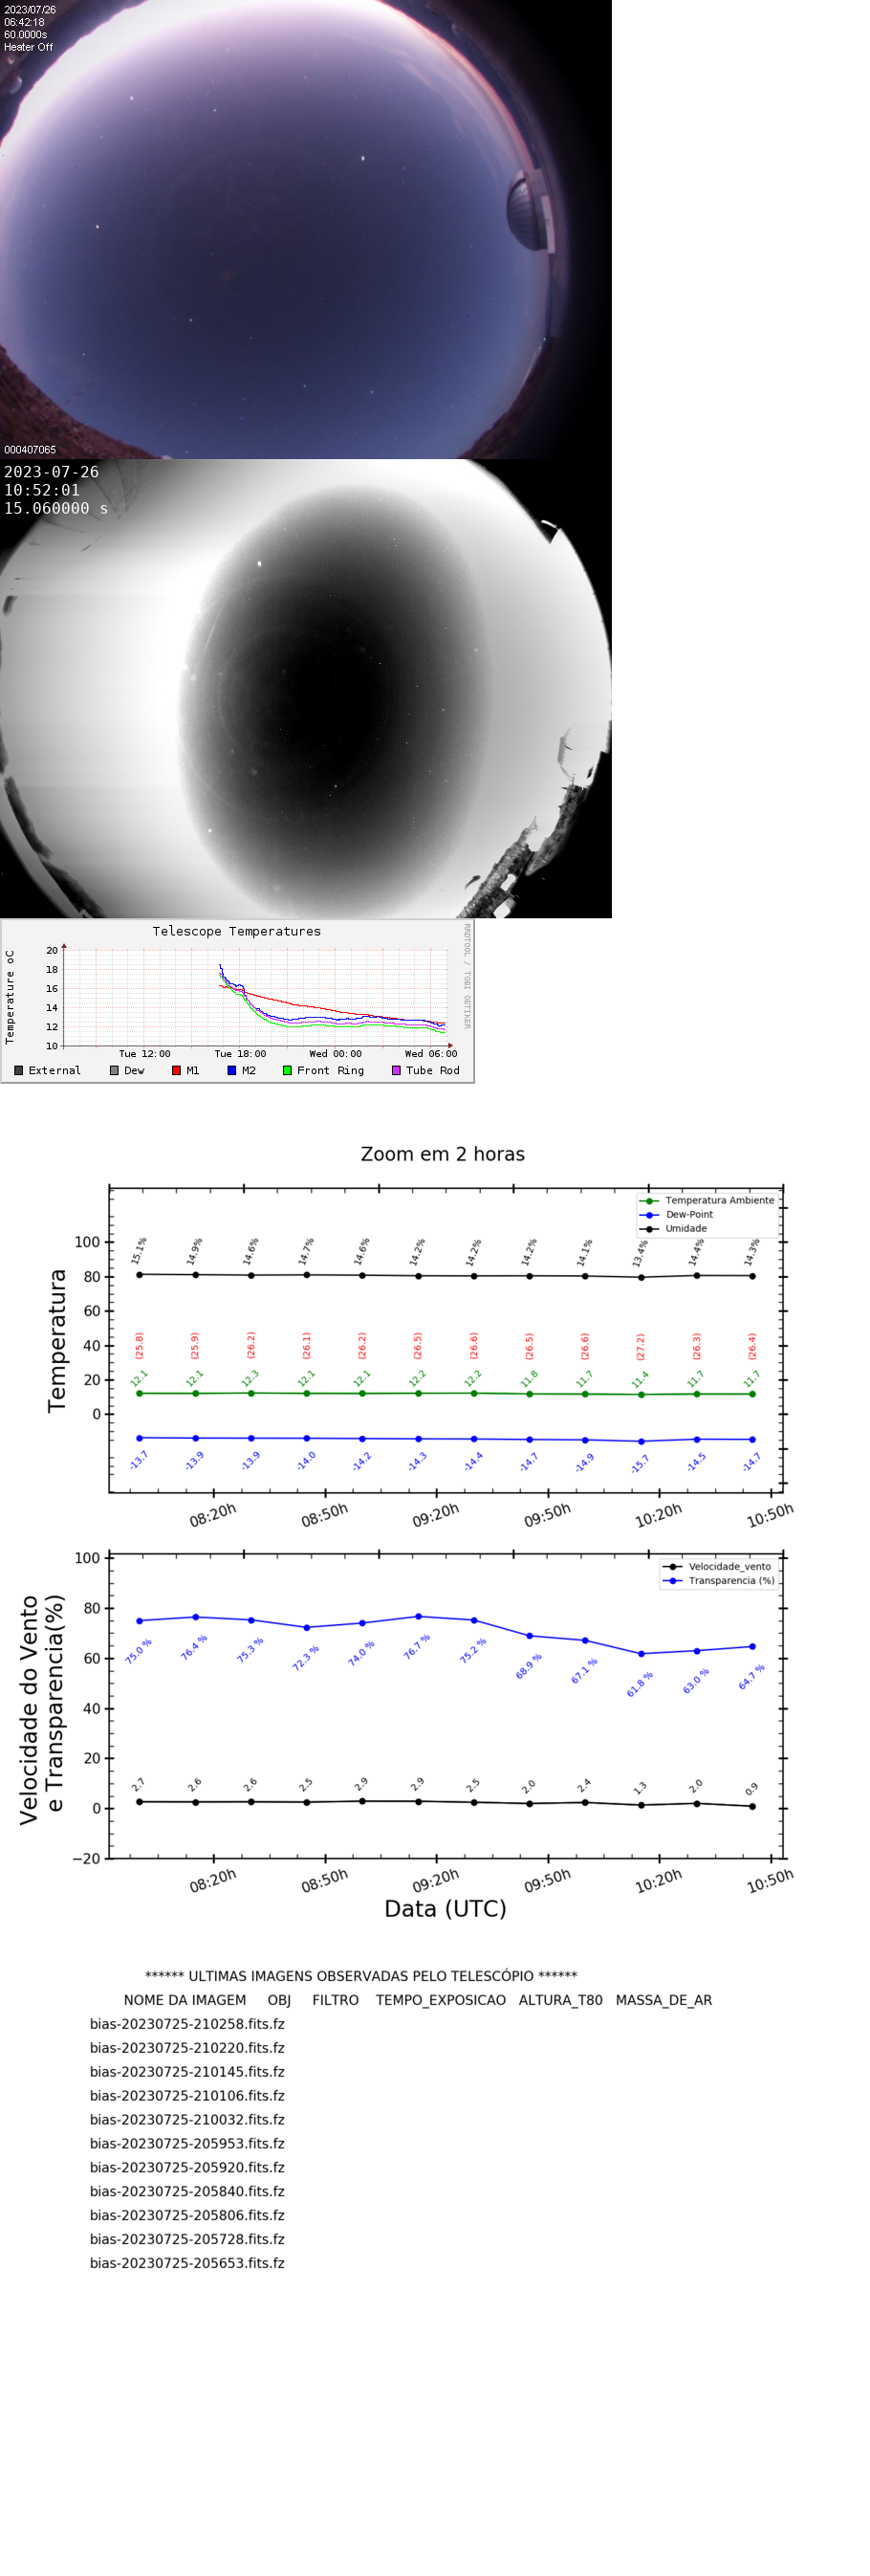 2023/07/26
06:42:18
60.0000s
Heater Off
000407065
2023-07-26
10:52:01
15.060000 s
Telescope Temperatures
RRDTOOL / TOBI OETIKER
Temperature oC
20
18
16
14
12
10
Tue 12:00 Tue 18:00 Wed 00:00 Wed 06:00
External Dew M1 M2 Front Ring Tube Rod
Zoom em 2 horas
Temperatura Ambiente
Dew-Point
Umidade
Temperatura
100
80
60
40
20
0
15.1% 14.9% 14.6% 14.7% 14.6% 14.2% 14.2% 14.2% 14.1% 13.4% 14.4% 14.3%
(25.8) (25.9) (26.2) (26.1) (26.2) (26.5) (26.6) (26.5) (26.6) (27.2) (26.3) (26.4)
12.1 12.1 12.3 12.1 12.1 12.2 12.2 11.8 11.7 11.4 11.7 11.7
-13.7 -13.9 -13.9 -14.0 -14.2 -14.3 -14.4 -14.7 -14.9 -15.7 -14.5 -14.7
08:20h 08:50h 09:20h 09:50h 10:20h 10:50h
Velocidade_vento
Transparencia (%)
Velocidade do Vento
e Transparencia(%)
100
80
60
40
20
0
−20
75.0 % 76.4 % 75.3 % 72.3 % 74.0 % 76.7 % 75.2 % 68.9 % 67.1 % 61.8 % 63.0 % 64.7 %
2.7 2.6 2.6 2.5 2.9 2.9 2.5 2.0 2.4 1.3 2.0 0.9
08:20h 08:50h 09:20h 09:50h 10:20h 10:50h
Data (UTC)
****** ULTIMAS IMAGENS OBSERVADAS PELO TELESCÓPIO ******
NOME DA IMAGEM OBJ FILTRO TEMPO_EXPOSICAO ALTURA_T80 MASSA_DE_AR
bias-20230725-210258.fits.fz
bias-20230725-210220.fits.fz
bias-20230725-210145.fits.fz
bias-20230725-210106.fits.fz
bias-20230725-210032.fits.fz
bias-20230725-205953.fits.fz
bias-20230725-205920.fits.fz
bias-20230725-205840.fits.fz
bias-20230725-205806.fits.fz
bias-20230725-205728.fits.fz
bias-20230725-205653.fits.fz